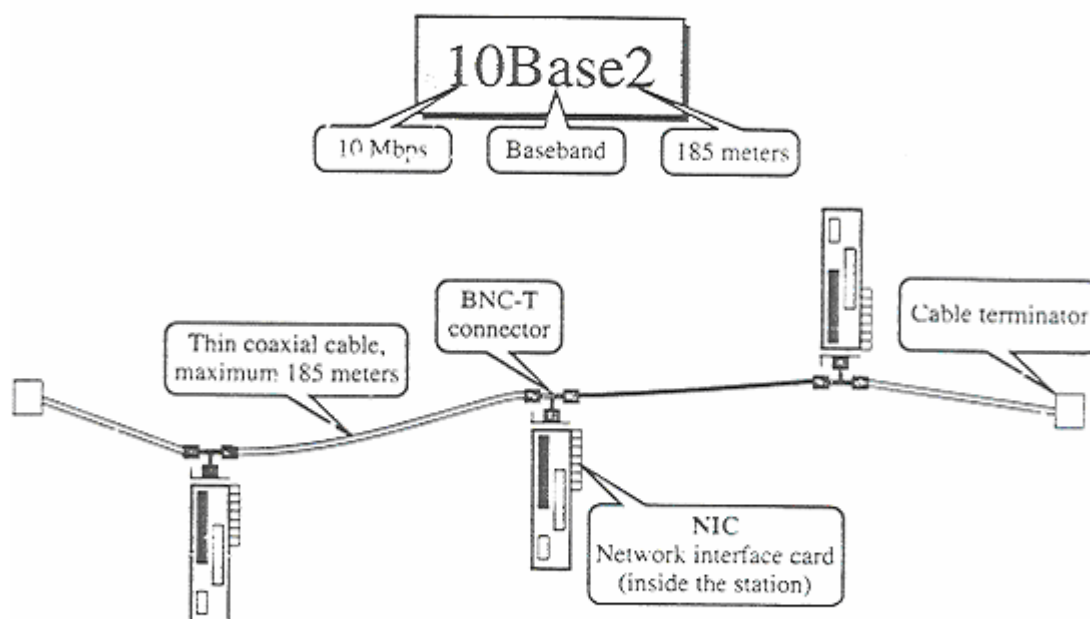 10Base2
10 Mbps
Baseband
185 meters
BNC-T
connector
Cable terminator
Thin coaxial cable,
maximum 185 meters
NIC
Network interface card
(inside the station)